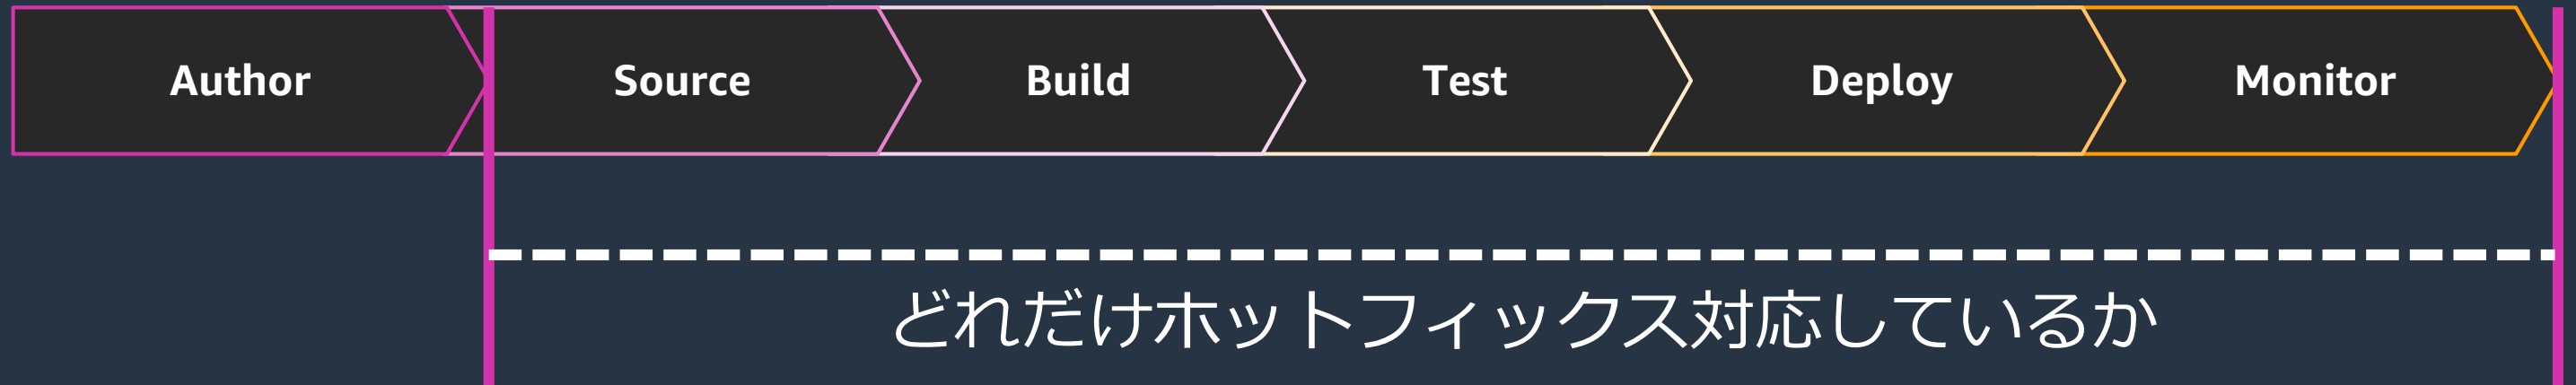 Author
Source
Build
Test
Deploy
Monitor
どれだけホットフィックス対応しているか